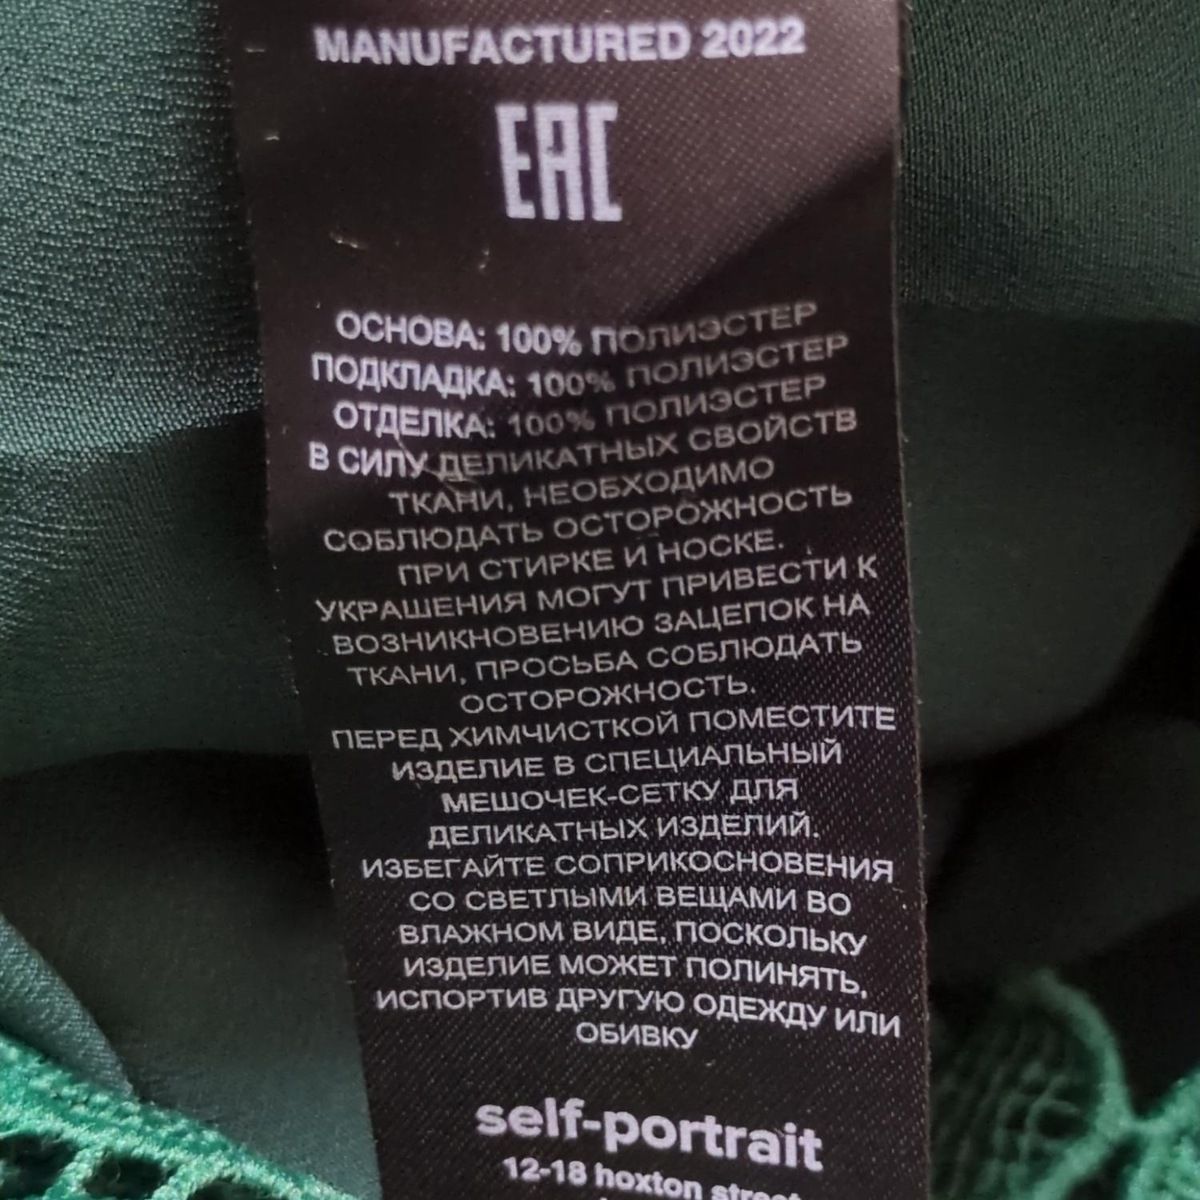 MANUFACTURED 2022
EAC
ОСНОВА: 100% ПОЛИЭСТЕР
ПОДКЛАДКА: 100% ПОЛИЭСТЕР
ОТДЕЛКА: 100% ПОЛИЭСТЕР
В СИЛУ ДЕЛИКАТНЫХ СВОЙСТВ
ТКАНИ, НЕОБХОДИМО
СОБЛЮДАТЬ ОСТОРОЖНОСТЬ
ПРИ СТИРКЕ И НОСКЕ.
УКРАШЕНИЯ МОГУТ ПРИВЕСТИ К
ВОЗНИКНОВЕНИЮ ЗАЦЕПОК НА
ТКАНИ, ПРОСЬБА СОБЛЮДАТЬ
ОСТОРОЖНОСТЬ.
ПЕРЕД ХИМЧИСТКОЙ ПОМЕСТИТЕ
ИЗДЕЛИЕ В СПЕЦИАЛЬНЫЙ
МЕШОЧЕК-СЕТКУ ДЛЯ
ДЕЛИКАТНЫХ ИЗДЕЛИЙ.
ИЗБЕГАЙТЕ СОПРИКОСНОВЕНИЯ
СО СВЕТЛЫМИ ВЕЩАМИ ВО
ВЛАЖНОМ ВИДЕ, ПОСКОЛЬКУ
ИЗДЕЛИЕ МОЖЕТ ПОЛИНЯТЬ,
ИСПОРТИВ ДРУГУЮ ОДЕЖДУ ИЛИ
ОБИВКУ
self-portrait
12-18 hoxton street